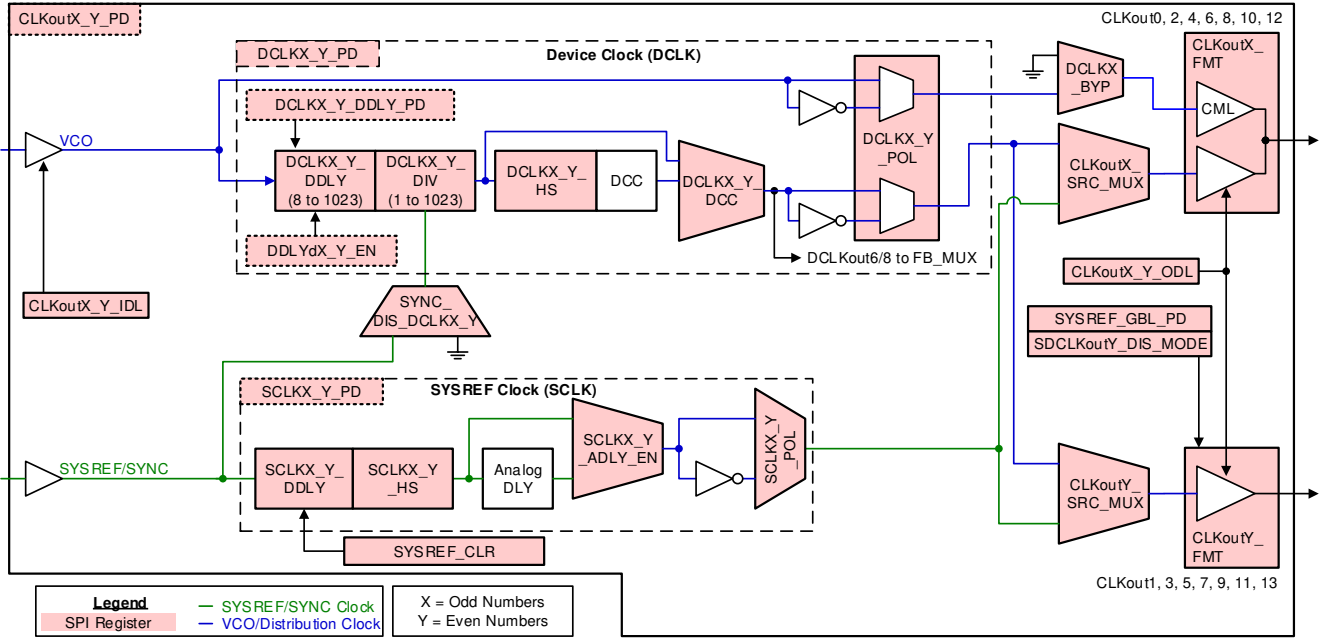 CLKoutX_Y_PD
CLKout0, 2, 4, 6, 8, 10, 12
DCLKX_Y_PD
Device Clock (DCLK)
CLKoutX_
FMT
DCLKX
_BYP
CML
VCO
DCLKX_Y_DDLY_PD
DCLKX_Y
_POL
DCLKX_Y_
DDLY
(8 to 1023)
DCLKX_Y_
DIV
(1 to 1023)
DCLKX_Y_
HS
DCC
DCLKX_Y_
DCC
CLKoutX_
SRC_MUX
DDLYdX_Y_EN
DCLKout6/8 to FB_MUX
CLKoutX_Y_ODL
CLKoutX_Y_IDL
SYNC_
DIS_DCLKX_Y
SYSREF_GBL_PD
SDCLKoutY_DIS_MODE
SCLKX_Y_PD
SYSREF Clock (SCLK)
SYSREF/SYNC
SCLKX_Y_
DDLY
SCLKX_Y
_HS
Analog
DLY
SCLKX_Y
_ADLY_EN
SCLKX_Y
_POL
CLKoutY_
SRC_MUX
CLKoutY_
FMT
SYSREF_CLR
CLKout1, 3, 5, 7, 9, 11, 13
Legend
SPI Register
SYSREF/SYNC Clock
VCO/Distribution Clock
X = Odd Numbers
Y = Even Numbers